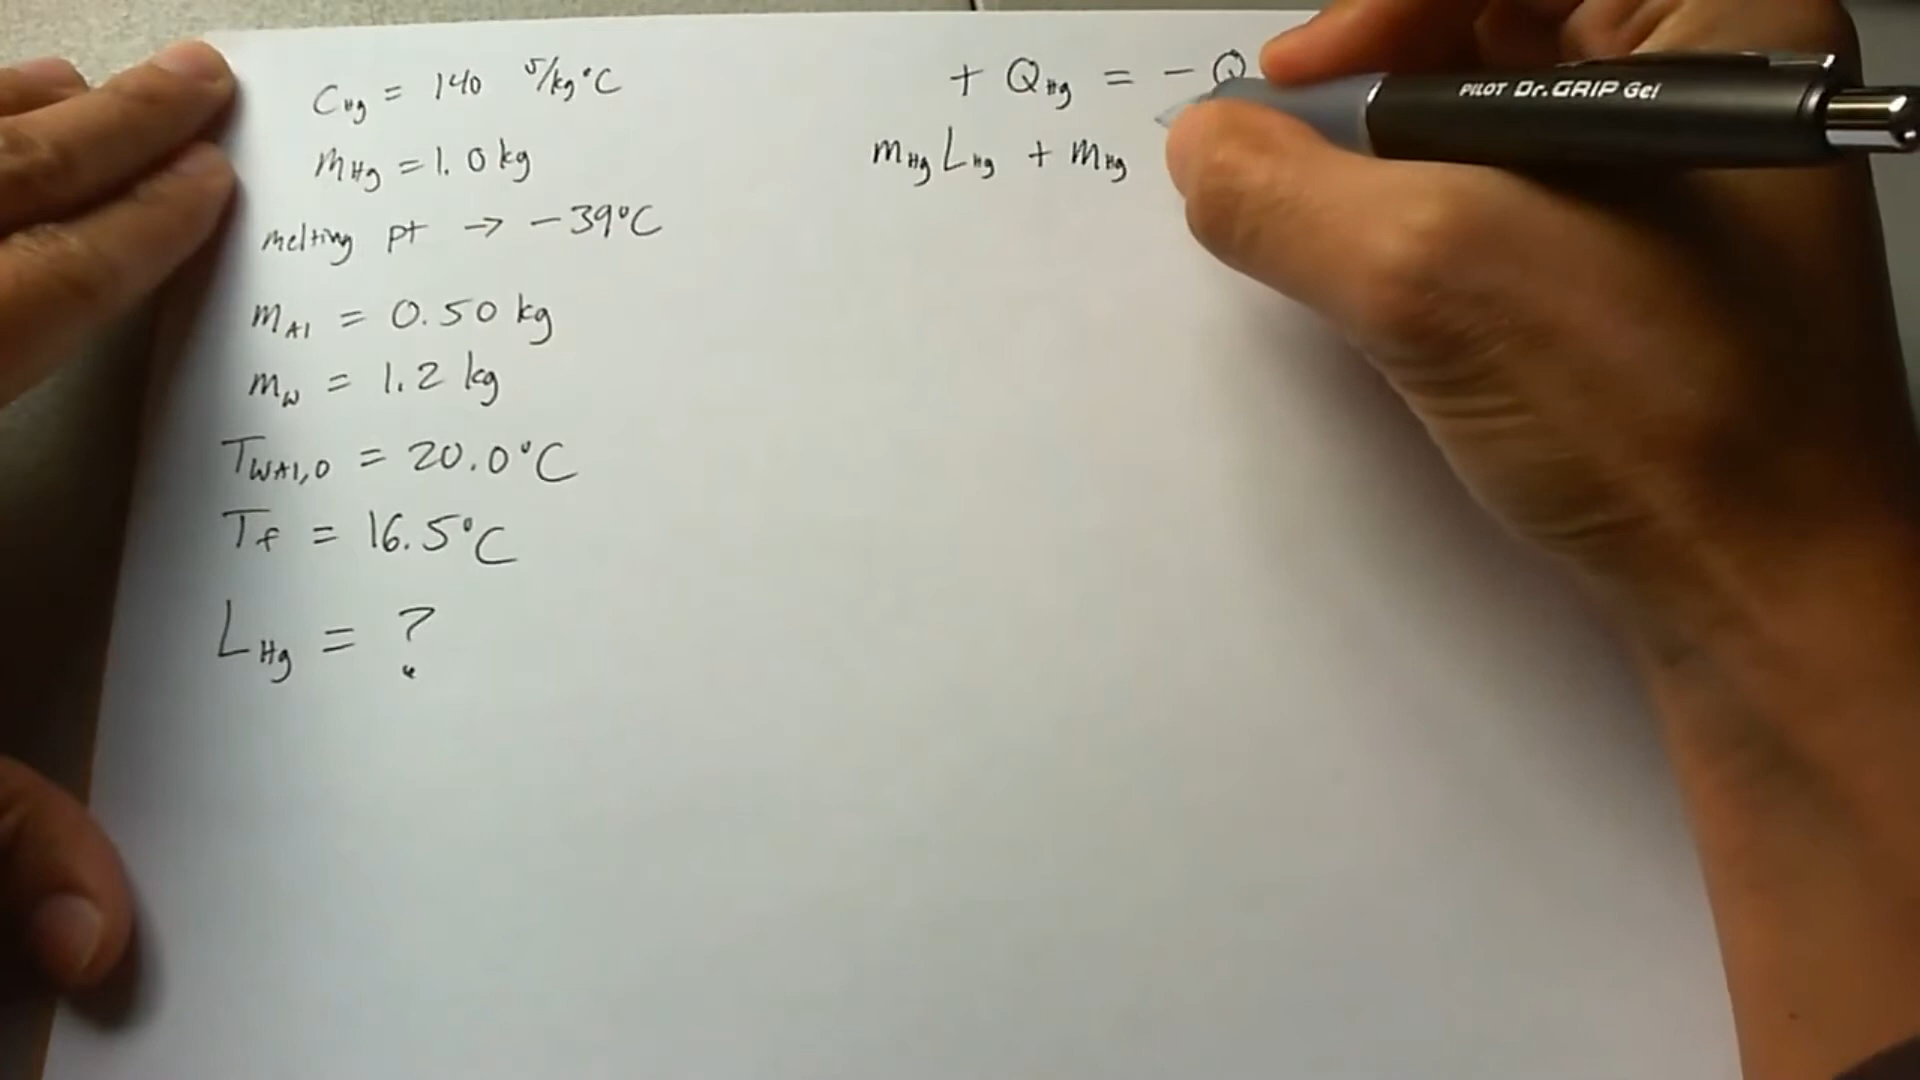 C_Hg = 140 J/kg°C
m_Hg = 1.0 kg
melting pt → -39°C
m_Al = 0.50 kg
m_w = 1.2 kg
T_WAl,0 = 20.0°C
T_f = 16.5°C
L_Hg = ?
+ Q_Hg = - Q
m_Hg L_Hg + m_Hg
PILOT Dr.GRIP Gel